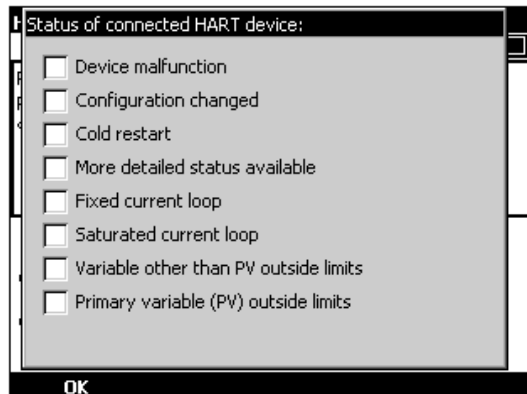 Status of connected HART device:
Device malfunction
Configuration changed
Cold restart
More detailed status available
Fixed current loop
Saturated current loop
Variable other than PV outside limits
Primary variable (PV) outside limits
OK